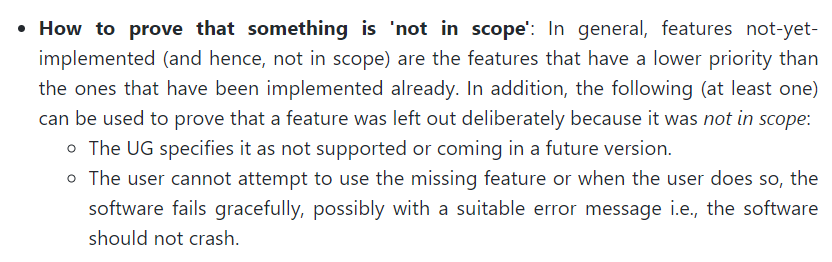 • How to prove that something is 'not in scope': In general, features not-yet-
implemented (and hence, not in scope) are the features that have a lower priority than
the ones that have been implemented already. In addition, the following (at least one)
can be used to prove that a feature was left out deliberately because it was not in scope:
◦ The UG specifies it as not supported or coming in a future version.
◦ The user cannot attempt to use the missing feature or when the user does so, the
software fails gracefully, possibly with a suitable error message i.e., the software
should not crash.